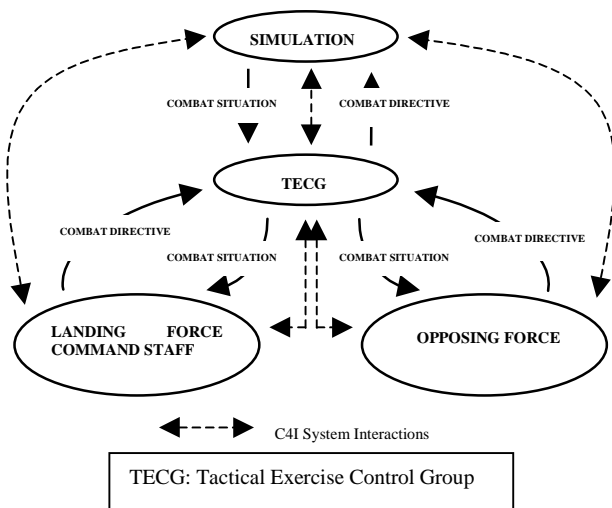 SIMULATION
COMBAT SITUATION
COMBAT DIRECTIVE
TECG
COMBAT DIRECTIVE
COMBAT SITUATION
COMBAT SITUATION
COMBAT DIRECTIVE
LANDING FORCE
COMMAND STAFF
OPPOSING FORCE
C4I System Interactions
TECG: Tactical Exercise Control Group